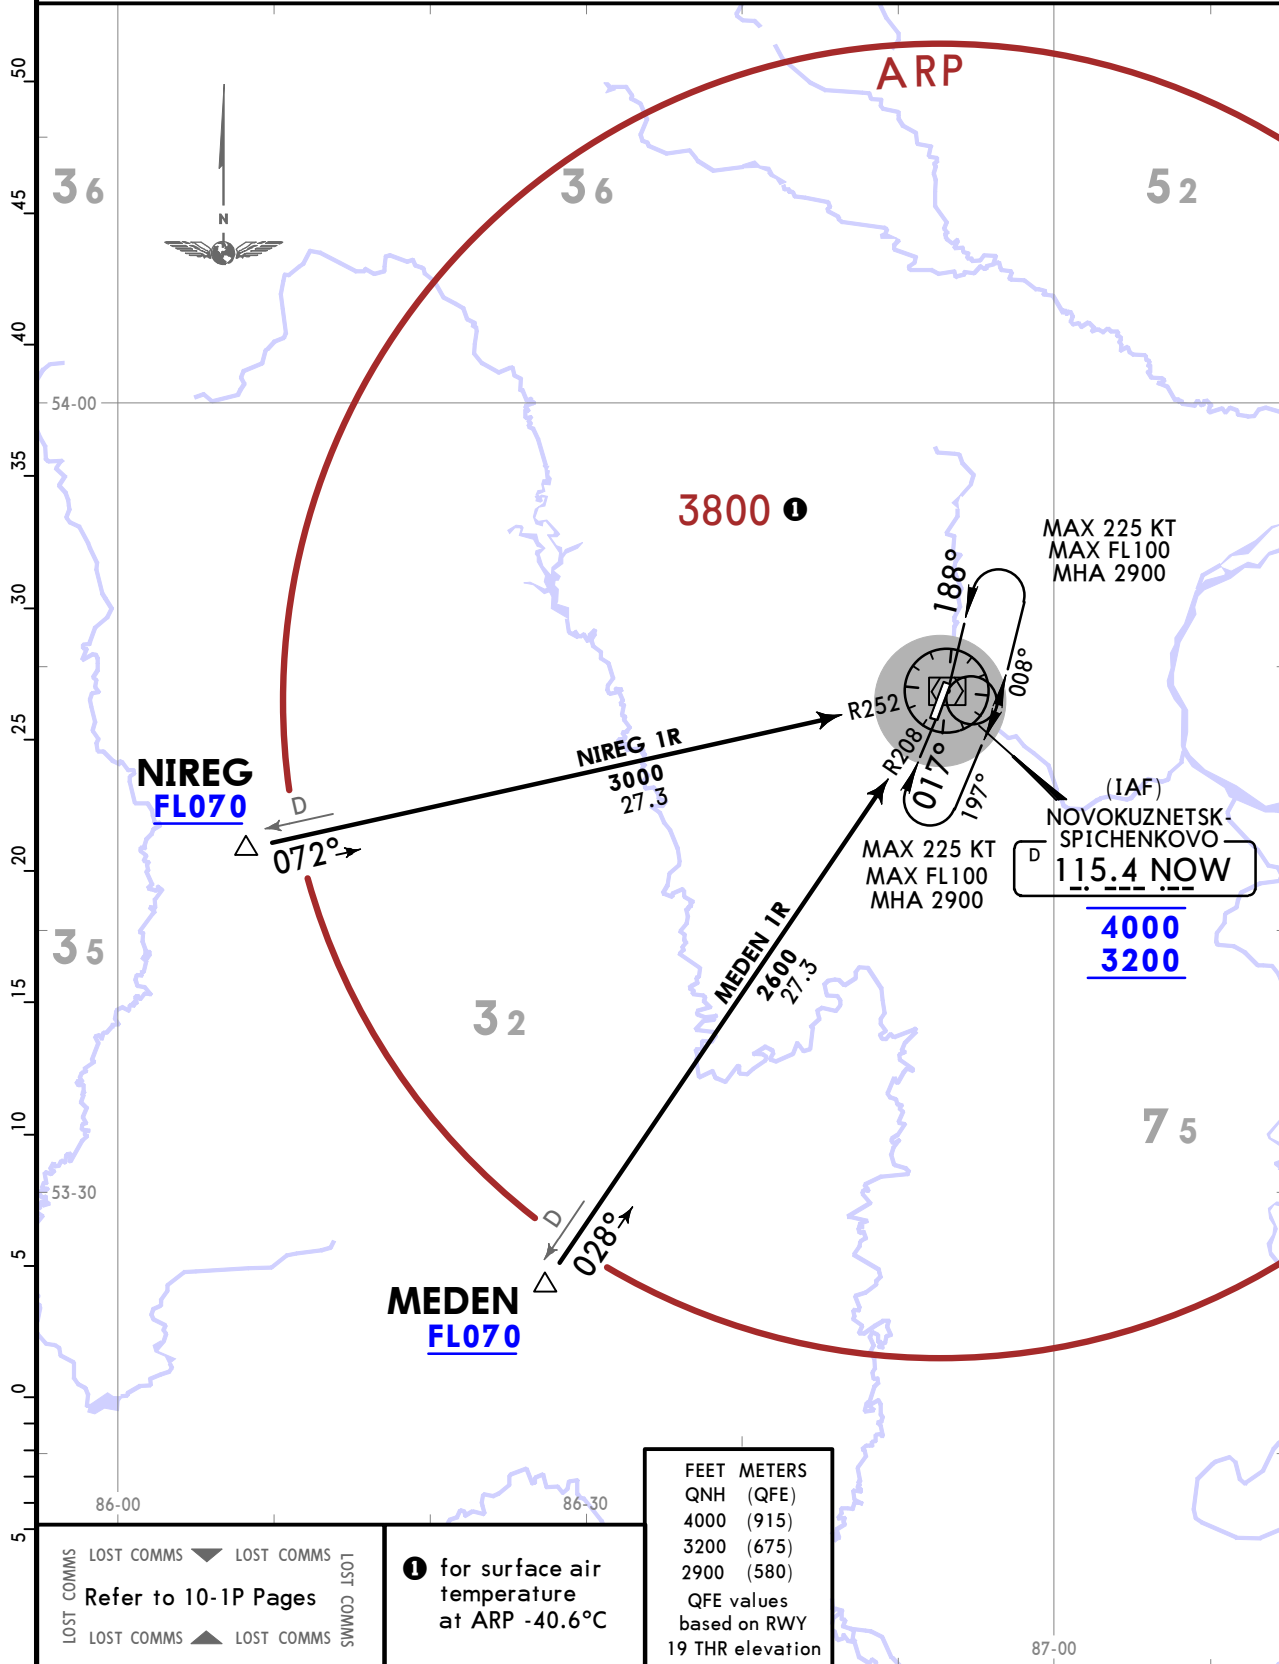 ARP
50
45
40
35
30
25
20
15
10
5
0
5
36
36
52
N
54-00
3800 ❶
MAX 225 KT
MAX FL100
MHA 2900
188°
008°
R252
R208
017°
197°
NIREG 1R
3000
27.3
NIREG
FL070
D
072°
(IAF)
NOVOKUZNETSK-
SPICHENKOVO
D 115.4 NOW
4000
3200
MAX 225 KT
MAX FL100
MHA 2900
MEDEN 1R
2600
27.3
35
32
75
53-30
D
028°
MEDEN
FL070
86-00
86-30
87-00
LOST COMMS LOST COMMS
LOST COMMS
Refer to 10-1P Pages
LOST COMMS
LOST COMMS LOST COMMS
❶ for surface air
temperature
at ARP -40.6°C
FEET METERS
QNH (QFE)
4000 (915)
3200 (675)
2900 (580)
QFE values
based on RWY
19 THR elevation